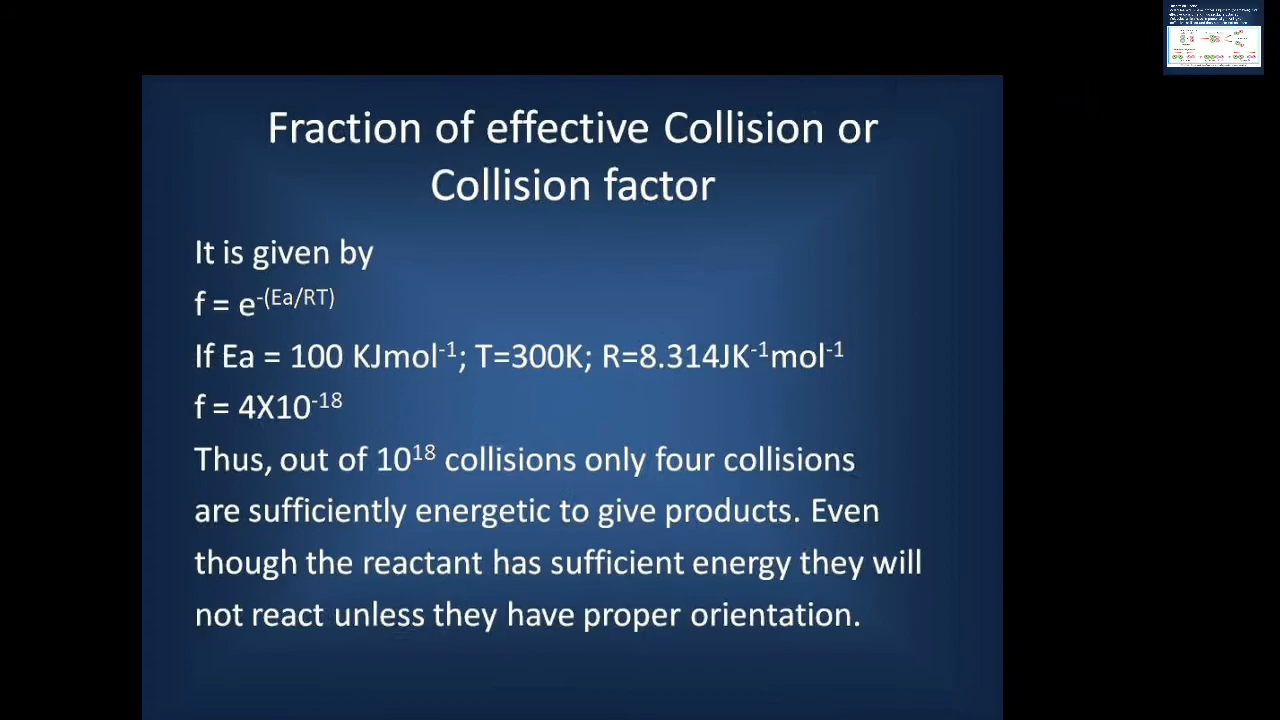 Fraction of effective Collision or
Collision factor
It is given by
f = e⁻⁽ᴱᵃ/ᴿᵀ⁾
If Ea = 100 KJmol⁻¹; T=300K; R=8.314JK⁻¹mol⁻¹
f = 4X10⁻¹⁸
Thus, out of 10¹⁸ collisions only four collisions
are sufficiently energetic to give products. Even
though the reactant has sufficient energy they will
not react unless they have proper orientation.